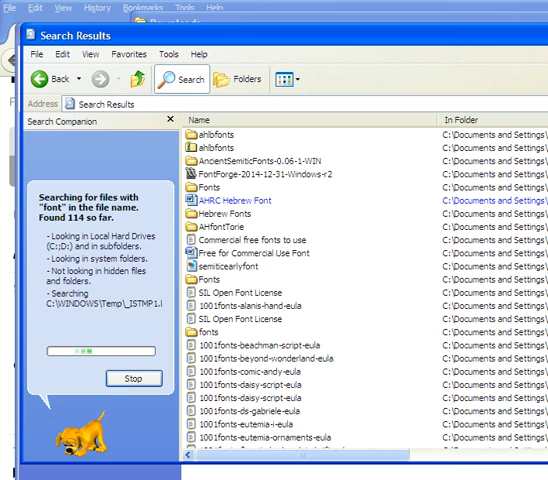 File Edit View History Bookmarks Tools Help
Downloads
Search Results
File Edit View Favorites Tools Help
Back Search Folders
Address Search Results
Search Companion
Name In Folder
Searching for files with
"font" in the file name.
Found 114 so far.
- Looking in Local Hard Drives
(C:;D:) and in subfolders.
- Looking in system folders.
- Not looking in hidden files
and folders.
- Searching
C:\WINDOWS\Temp\_ISTMP1.
Stop
ahlbfonts C:\Documents and Settings\
ahlbfonts C:\Documents and Settings\
AncientSemiticFonts-0.06-1-WIN C:\Documents and Settings\
FontForge-2014-12-31-Windows-r2 C:\Documents and Settings\
Fonts C:\Documents and Settings\
AHRC Hebrew Font C:\Documents and Settings\
Hebrew Fonts C:\Documents and Settings\
AHfontTorie C:\Documents and Settings\
Commercial free fonts to use C:\Documents and Settings\
Free for Commercial Use Font C:\Documents and Settings\
semiticearlyfont C:\Documents and Settings\
Fonts C:\Documents and Settings\
SIL Open Font License C:\Documents and Settings\
1001fonts-alanis-hand-eula C:\Documents and Settings\
SIL Open Font License C:\Documents and Settings\
fonts C:\Documents and Settings\
1001fonts-beachman-script-eula C:\Documents and Settings\
1001fonts-beyond-wonderland-eula C:\Documents and Settings\
1001fonts-comic-andy-eula C:\Documents and Settings\
1001fonts-daisy-script-eula C:\Documents and Settings\
1001fonts-daisy-script-eula C:\Documents and Settings\
1001fonts-ds-gabriele-eula C:\Documents and Settings\
1001fonts-eutemia-i-eula C:\Documents and Settings\
1001fonts-eutemia-ornaments-eula C:\Documents and Settings\